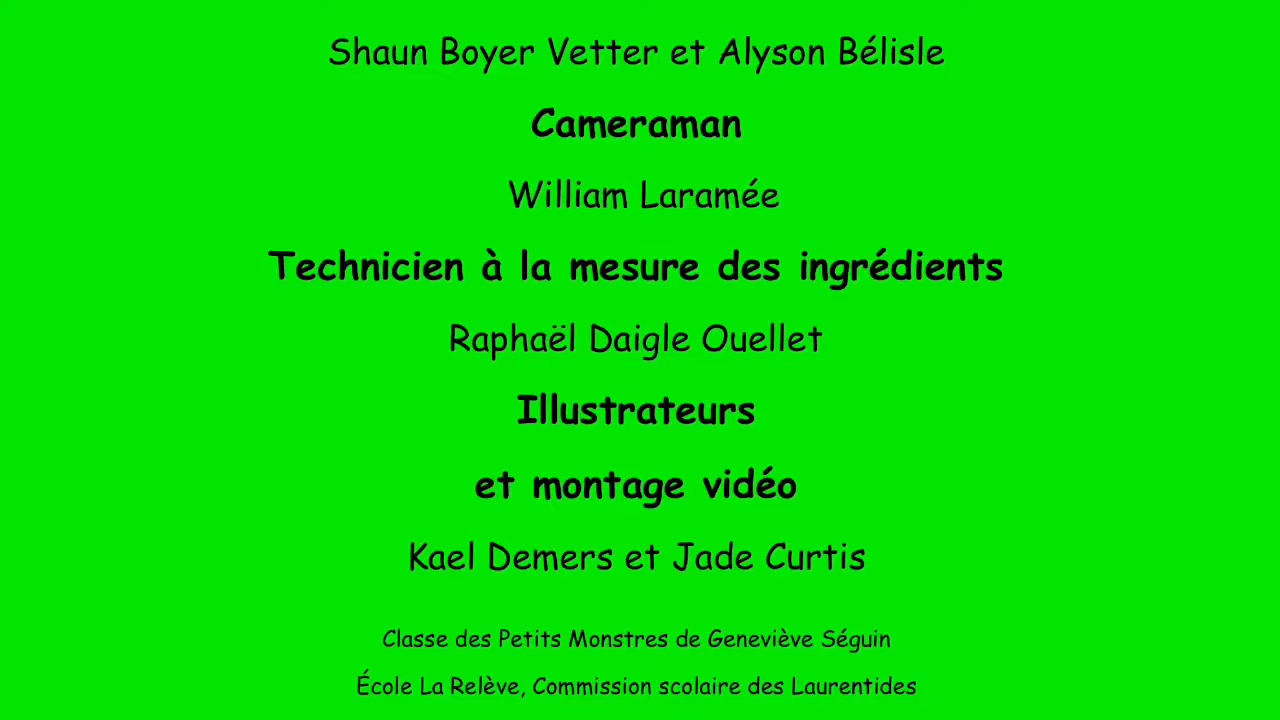 Shaun Boyer Vetter et Alyson Bélisle
Cameraman
William Laramée
Technicien à la mesure des ingrédients
Raphaël Daigle Ouellet
Illustrateurs
et montage vidéo
Kael Demers et Jade Curtis
Classe des Petits Monstres de Geneviève Séguin
École La Relève, Commission scolaire des Laurentides